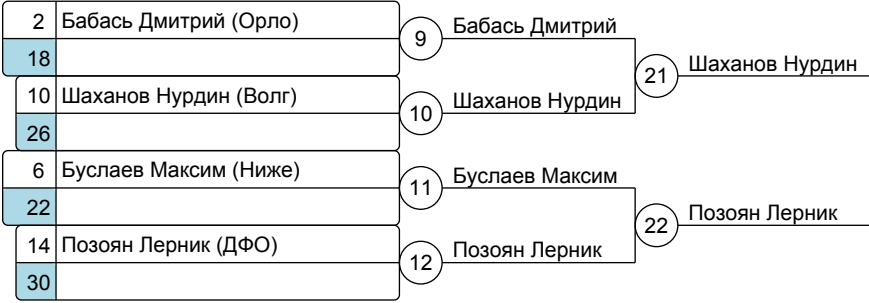 2 Бабась Дмитрий (Орло)
18
9 Бабась Дмитрий
10 Шаханов Нурдин (Волг)
26
10 Шаханов Нурдин
21 Шаханов Нурдин
6 Буслаев Максим (Ниже)
22
11 Буслаев Максим
14 Позоян Лерник (ДФО)
30
12 Позоян Лерник
22 Позоян Лерник